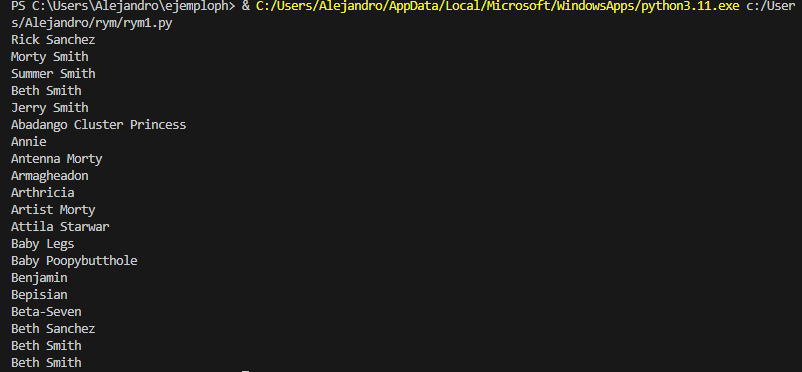 PS C:\Users\Alejandro\ejemploph> & C:/Users/Alejandro/AppData/Local/Microsoft/WindowsApps/python3.11.exe c:/User
s/Alejandro/rym/rym1.py
Rick Sanchez
Morty Smith
Summer Smith
Beth Smith
Jerry Smith
Abadango Cluster Princess
Annie
Antenna Morty
Armagheadon
Arthricia
Artist Morty
Attila Starwar
Baby Legs
Baby Poopybutthole
Benjamin
Bepisian
Beta-Seven
Beth Sanchez
Beth Smith
Beth Smith